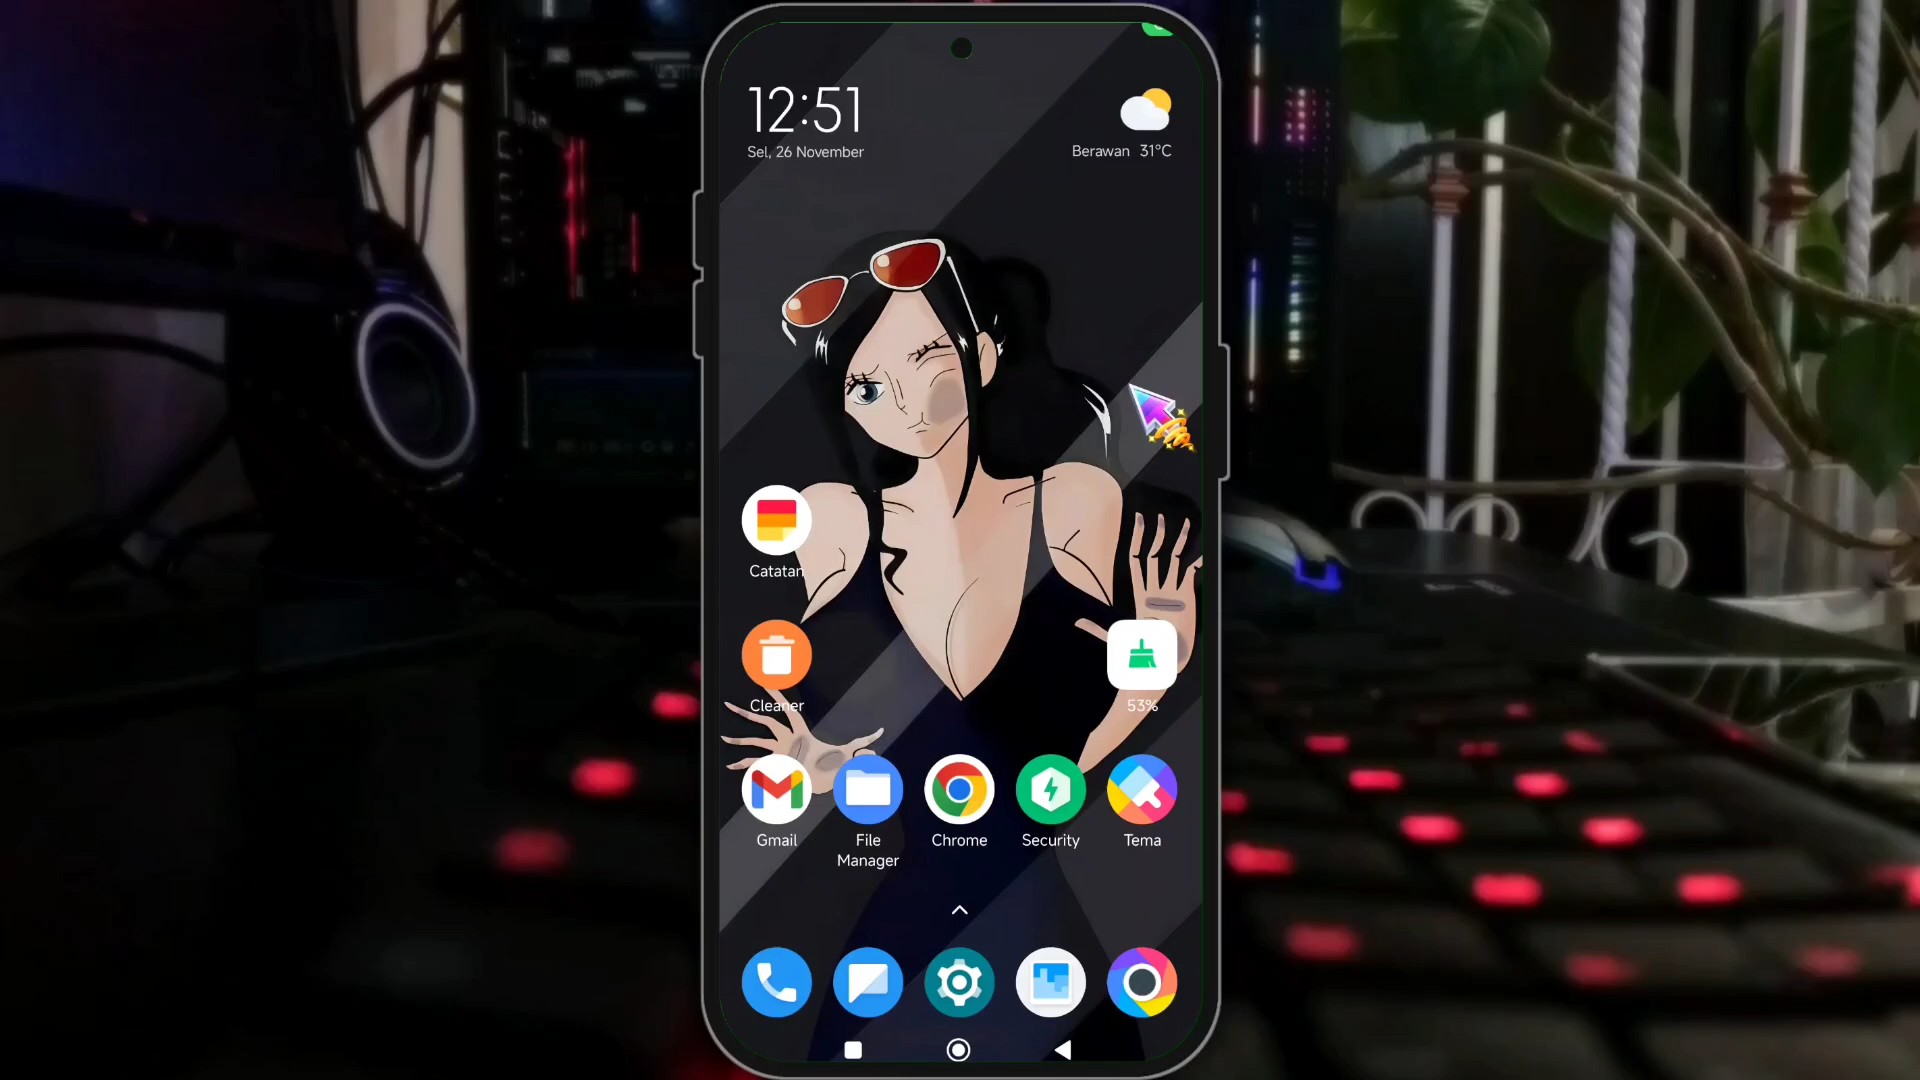 12:51
Sel, 26 November
Berawan 31°C
Catatan
Cleaner
53%
Gmail
File
Manager
Chrome
Security
Tema